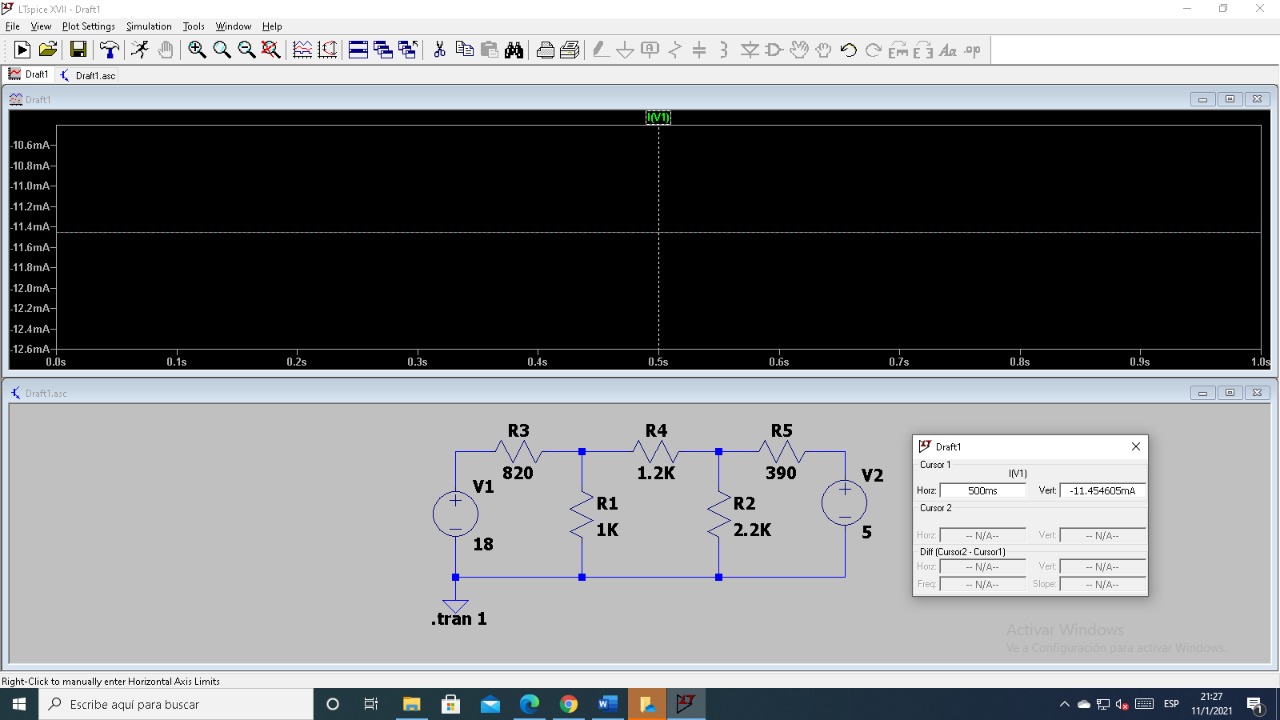 LTspice XVII - Draft1
File View Plot Settings Simulation Tools Window Help
Aa .op
Draft1 Draft1.asc
Draft1
I(V1)
-10.6mA
-10.8mA
-11.0mA
-11.2mA
-11.4mA
-11.6mA
-11.8mA
-12.0mA
-12.2mA
-12.4mA
-12.6mA
0.0s 0.1s 0.2s 0.3s 0.4s 0.5s 0.6s 0.7s 0.8s 0.9s 1.0s
Draft1.asc
R3 R4 R5
820 1.2K 390
V1 V2
R1 R2
1K 2.2K
18 5
.tran 1
Draft1
Cursor 1
I(V1)
Horz: 500ms Vert: -11.454605mA
Cursor 2
Horz: -- N/A-- Vert: -- N/A--
Diff (Cursor2 - Cursor1)
Horz: -- N/A-- Vert: -- N/A--
Freq: -- N/A-- Slope: -- N/A--
Activar Windows
Ve a Configuración para activar Windows.
Right-Click to manually enter Horizontal Axis Limits
Escribe aquí para buscar
ESP
21:27
11/1/2021
1